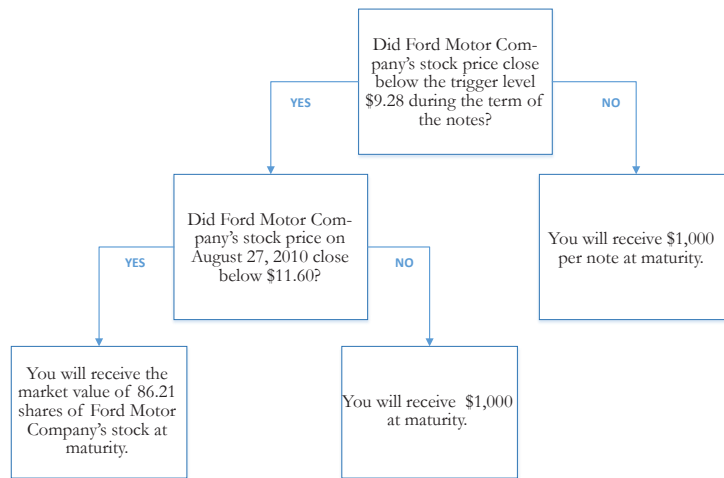 Did Ford Motor Com-
pany's stock price close
below the trigger level
$9.28 during the term of
the notes?
YES
NO
Did Ford Motor Com-
pany's stock price on
August 27, 2010 close
below $11.60?
You will receive $1,000
per note at maturity.
YES
NO
You will receive the
market value of 86.21
shares of Ford Motor
Company's stock at
maturity.
You will receive $1,000
at maturity.